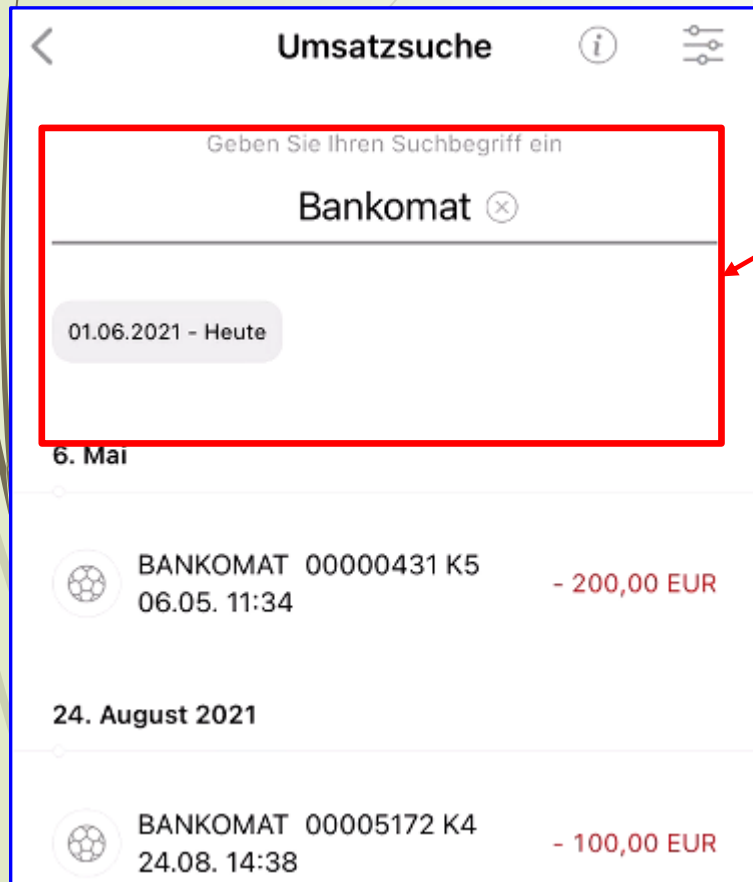 Umsatzsuche
Geben Sie Ihren Suchbegriff ein
Bankomat
01.06.2021 - Heute
6. Mai
BANKOMAT 00000431 K5
06.05. 11:34
- 200,00 EUR
24. August 2021
BANKOMAT 00005172 K4
24.08. 14:38
- 100,00 EUR